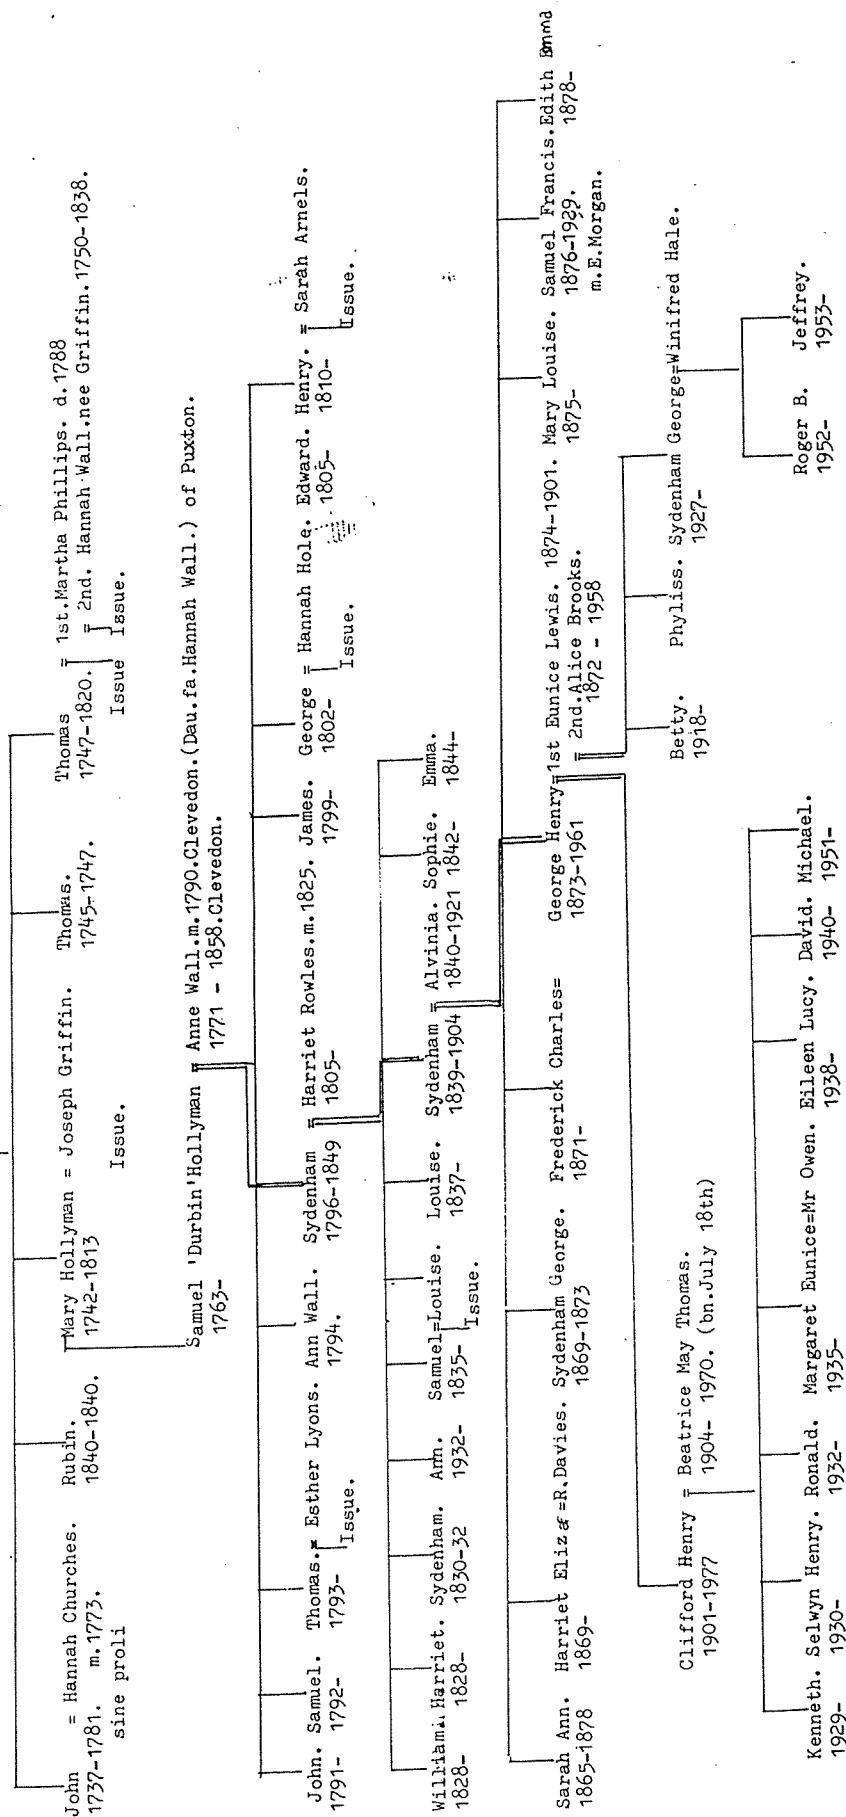 John = Hannah Churches. Rubin. Mary Hollyman = Joseph Griffin. Thomas. Thomas = 1st.Martha Phillips. d.1788
1737-1781. m.1773. 1840-1840. 1742-1813 1745-1747. 1747-1820. = 2nd. Hannah Wall.nee Griffin.1750-1838.
sine proli Issue. Issue Issue.
Samuel 'Durbin'Hollyman = Anne Wall.m.1790.Clevedon.(Dau.fa.Hannah Wall.) of Puxton.
1763- 1771 - 1858.Clevedon.
John. Samuel. Thomas.= Esther Lyons. Ann Wall. Sydenham = Harriet Rowles.m.1825. James. George = Hannah Hole. Edward. Henry. = Sarah Arnels.
1791- 1792- 1793- Issue. 1794. 1796-1849 1805- 1799- 1802- Issue. 1805- 1810- Issue.
William. Harriet. Sydenham. Ann. Samuel=Louise. Louise. Sydenham = Alvinia. Sophie. Emma.
1828- 1828- 1830-32 1932- 1835- Issue. 1837- 1839-1904 1840-1921 1842- 1844-
Sarah Ann. Harriet Eliza =R.Davies. Sydenham George. Frederick Charles= George Henry=1st Eunice Lewis. 1874-1901. Mary Louise. Samuel Francis.Edith Emma
1865-1878 1869- 1869-1873 1871- 1873-1961 = 2nd.Alice Brooks. 1875- 1876-1929. 1878-
1872 - 1958 m.E.Morgan.
Clifford Henry = Beatrice May Thomas. Betty. Phyliss. Sydenham George=Winifred Hale.
1901-1977 1904- 1970. (bn.July 18th) 1918- 1927-
Kenneth. Selwyn Henry. Ronald. Margaret Eunice=Mr Owen. Eileen Lucy. David. Michael. Roger B. Jeffrey.
1929- 1930- 1932- 1935- 1938- 1940- 1951- 1952- 1953-